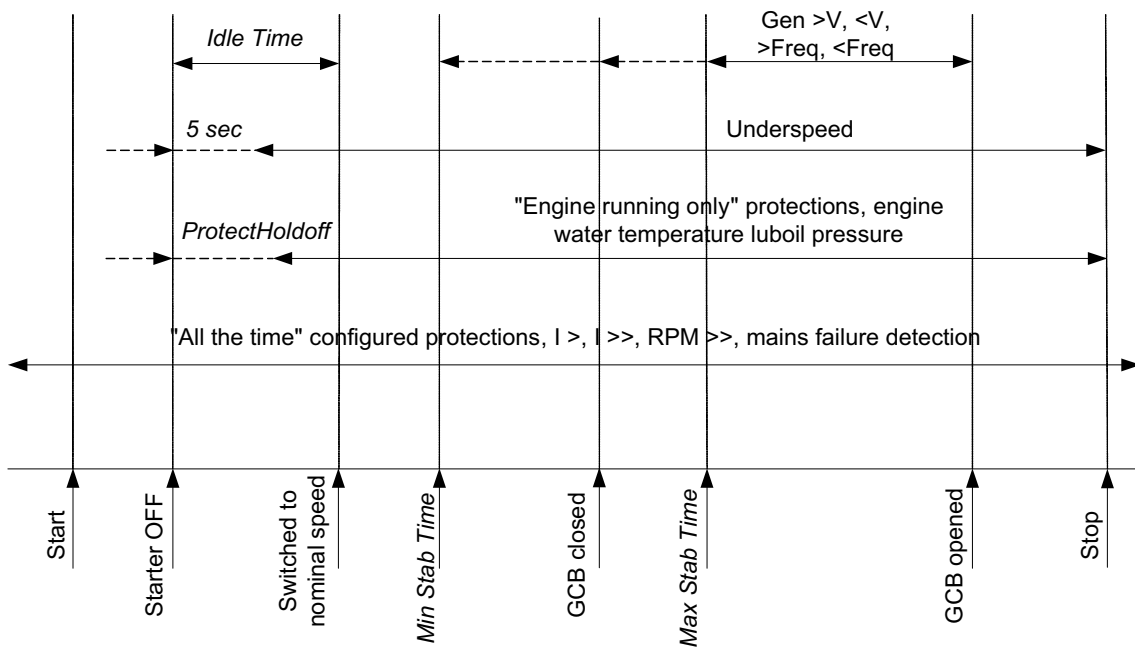 Gen >V, <V,
>Freq, <Freq
Idle Time
5 sec
Underspeed
"Engine running only" protections, engine
water temperature luboil pressure
ProtectHoldoff
"All the time" configured protections, I >, I >>, RPM >>, mains failure detection
Start
Starter OFF
Switched to
nominal speed
Min Stab Time
GCB closed
Max Stab Time
GCB opened
Stop